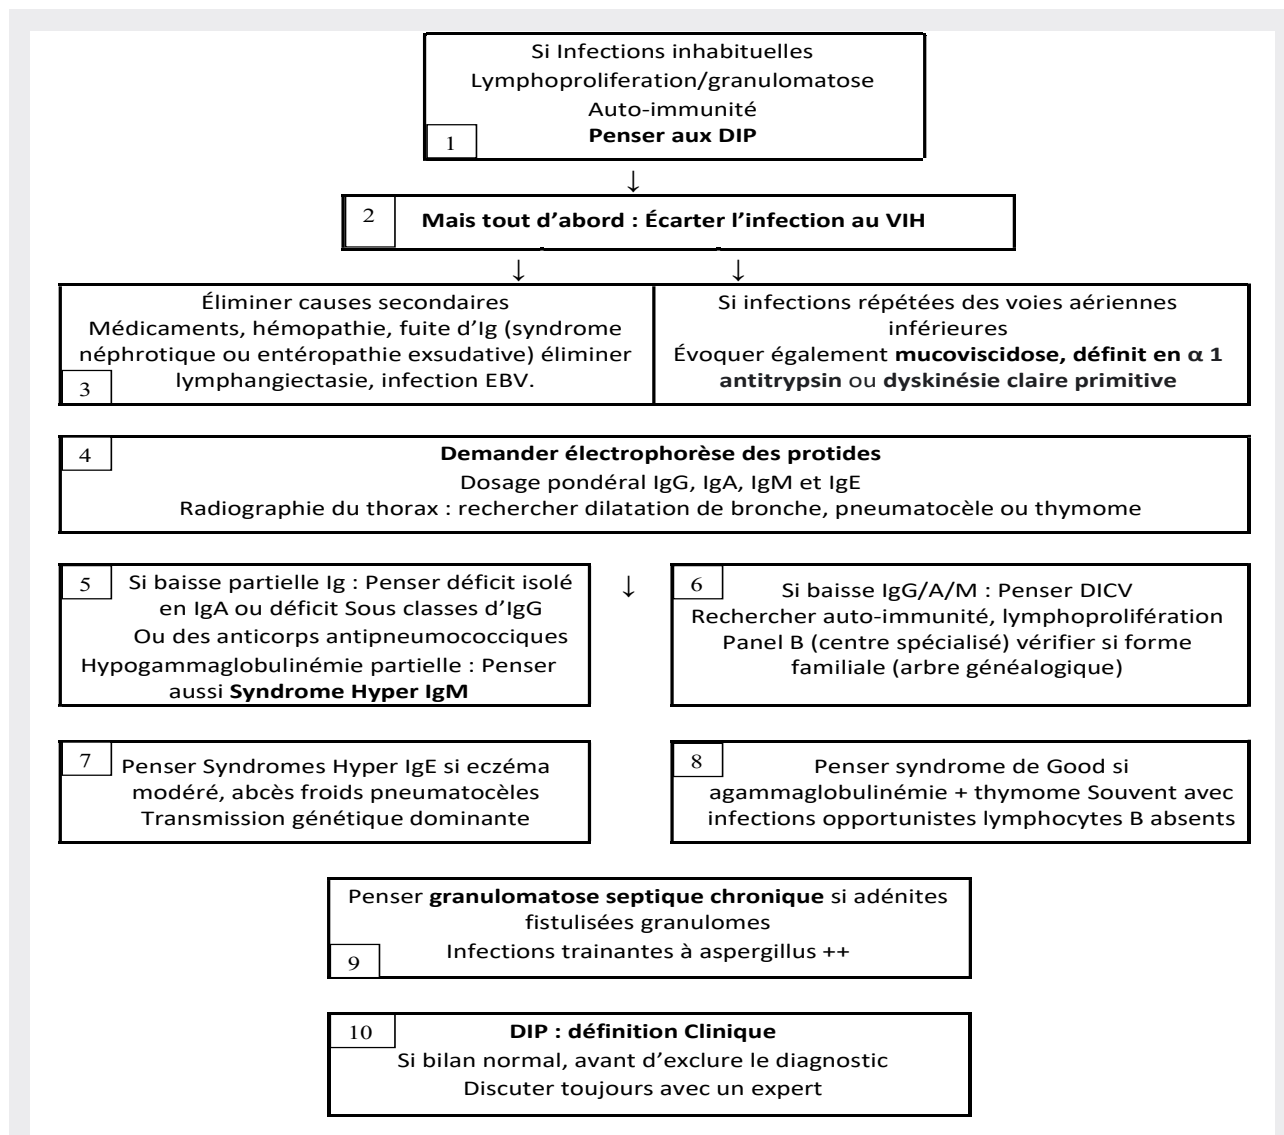 Si Infections inhabituelles
Lymphoproliferation/granulomatose
Auto-immunité
Penser aux DIP
1
↓
2
Mais tout d’abord : Écarter l’infection au VIH
↓ ↓
Éliminer causes secondaires
Médicaments, hémopathie, fuite d’Ig (syndrome
néphrotique ou entéropathie exsudative) éliminer
lymphangiectasie, infection EBV.
3
Si infections répétées des voies aériennes
inférieures
Évoquer également mucoviscidose, définit en α 1
antitrypsin ou dyskinésie claire primitive
4
Demander électrophorèse des protides
Dosage pondéral IgG, IgA, IgM et IgE
Radiographie du thorax : rechercher dilatation de bronche, pneumatocèle ou thymome
5
Si baisse partielle Ig : Penser déficit isolé
en IgA ou déficit Sous classes d’IgG
Ou des anticorps antipneumococciques
Hypogammaglobulinémie partielle : Penser
aussi Syndrome Hyper IgM
↓
6
Si baisse IgG/A/M : Penser DICV
Rechercher auto-immunité, lymphoprolifération
Panel B (centre spécialisé) vérifier si forme
familiale (arbre généalogique)
7
Penser Syndromes Hyper IgE si eczéma
modéré, abcès froids pneumatocèles
Transmission génétique dominante
8
Penser syndrome de Good si
agammaglobulinémie + thymome Souvent avec
infections opportunistes lymphocytes B absents
Penser granulomatose septique chronique si adénites
fistulisées granulomes
Infections trainantes à aspergillus ++
9
10
DIP : définition Clinique
Si bilan normal, avant d’exclure le diagnostic
Discuter toujours avec un expert